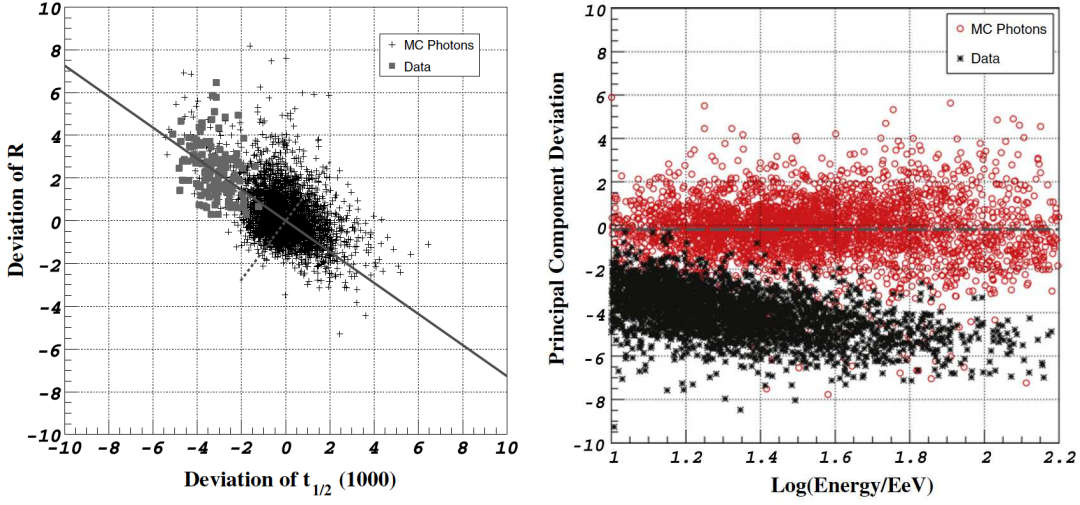 10
8
6
4
2
0
-2
-4
-6
-8
-10
-10 -8 -6 -4 -2 0 2 4 6 8 10
Deviation of R
Deviation of t1/2 (1000)
MC Photons
Data
10
8
6
4
2
0
-2
-4
-6
-8
-10
1 1.2 1.4 1.6 1.8 2 2.2
Principal Component Deviation
Log(Energy/EeV)
MC Photons
Data